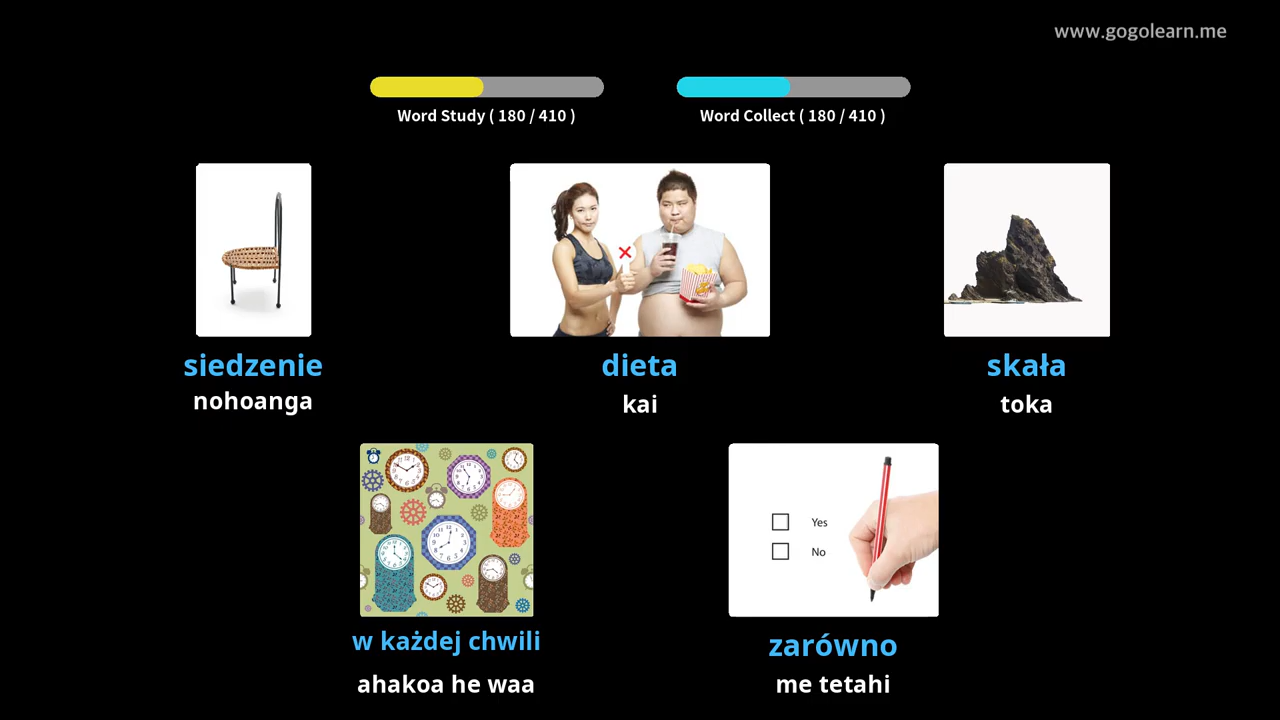 www.gogolearn.me
Word Study ( 180 / 410 )
Word Collect ( 180 / 410 )
siedzenie
nohoanga
dieta
kai
skała
toka
Yes
No
w każdej chwili
ahakoa he waa
zarówno
me tetahi